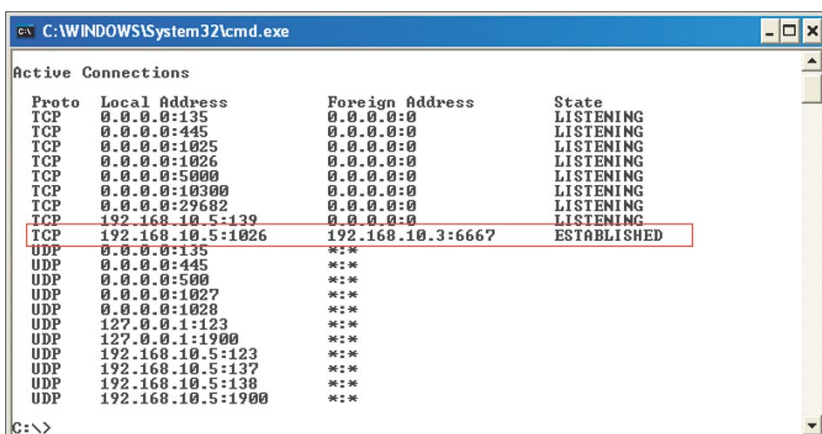 C:\WINDOWS\System32\cmd.exe
Active Connections
Proto Local Address Foreign Address State
TCP 0.0.0.0:135 0.0.0.0:0 LISTENING
TCP 0.0.0.0:445 0.0.0.0:0 LISTENING
TCP 0.0.0.0:1025 0.0.0.0:0 LISTENING
TCP 0.0.0.0:1026 0.0.0.0:0 LISTENING
TCP 0.0.0.0:5000 0.0.0.0:0 LISTENING
TCP 0.0.0.0:10300 0.0.0.0:0 LISTENING
TCP 0.0.0.0:29682 0.0.0.0:0 LISTENING
TCP 192.168.10.5:139 0.0.0.0:0 LISTENING
TCP 192.168.10.5:1026 192.168.10.3:6667 ESTABLISHED
UDP 0.0.0.0:135 *:*
UDP 0.0.0.0:445 *:*
UDP 0.0.0.0:500 *:*
UDP 0.0.0.0:1027 *:*
UDP 0.0.0.0:1028 *:*
UDP 127.0.0.1:123 *:*
UDP 127.0.0.1:1900 *:*
UDP 192.168.10.5:123 *:*
UDP 192.168.10.5:137 *:*
UDP 192.168.10.5:138 *:*
UDP 192.168.10.5:1900 *:*
C:\>